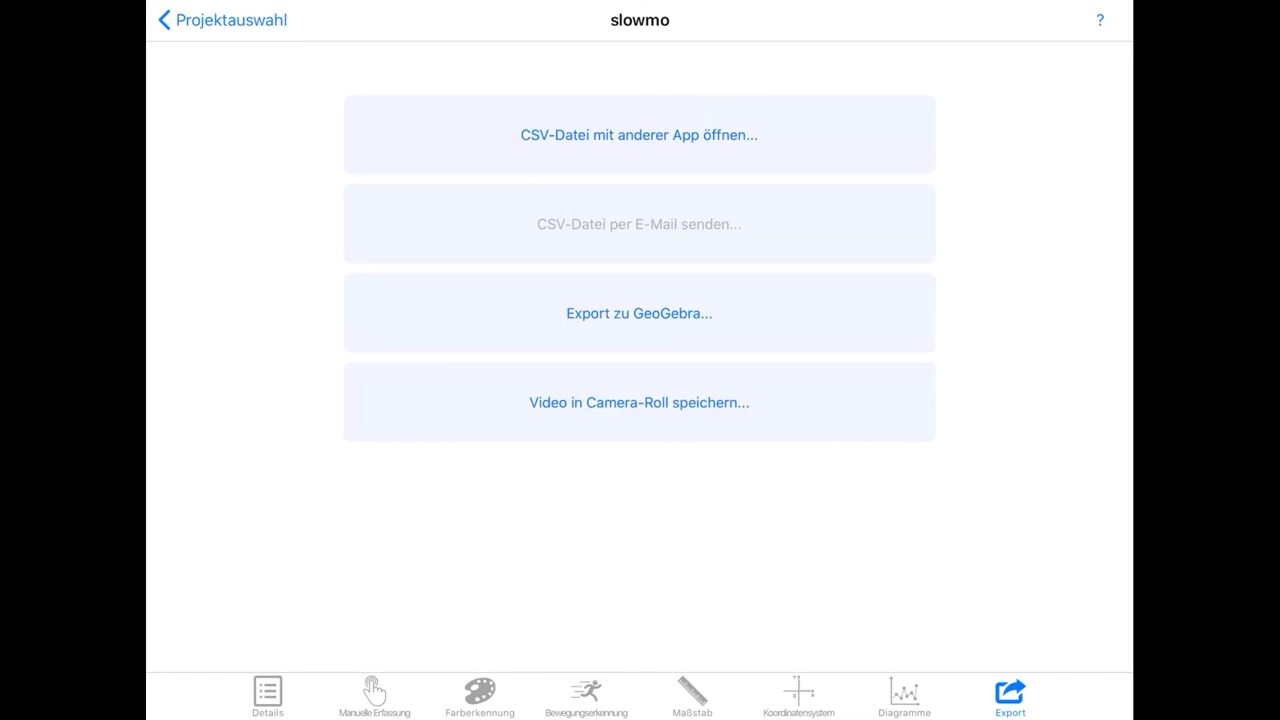 Projektauswahl
slowmo
?
CSV-Datei mit anderer App öffnen...
CSV-Datei per E-Mail senden...
Export zu GeoGebra...
Video in Camera-Roll speichern...
Details
Manuelle Erfassung
Farberkennung
Bewegungserkennung
Maßstab
Koordinatensystem
Diagramme
Export